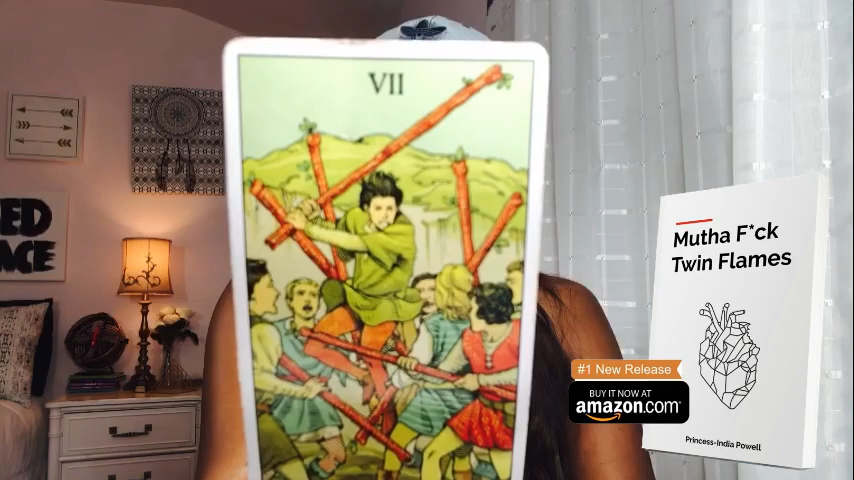 VII
ED
ACE
Mutha F*ck
Twin Flames
#1 New Release
BUY IT NOW AT
amazon.com
Princess-India Powell